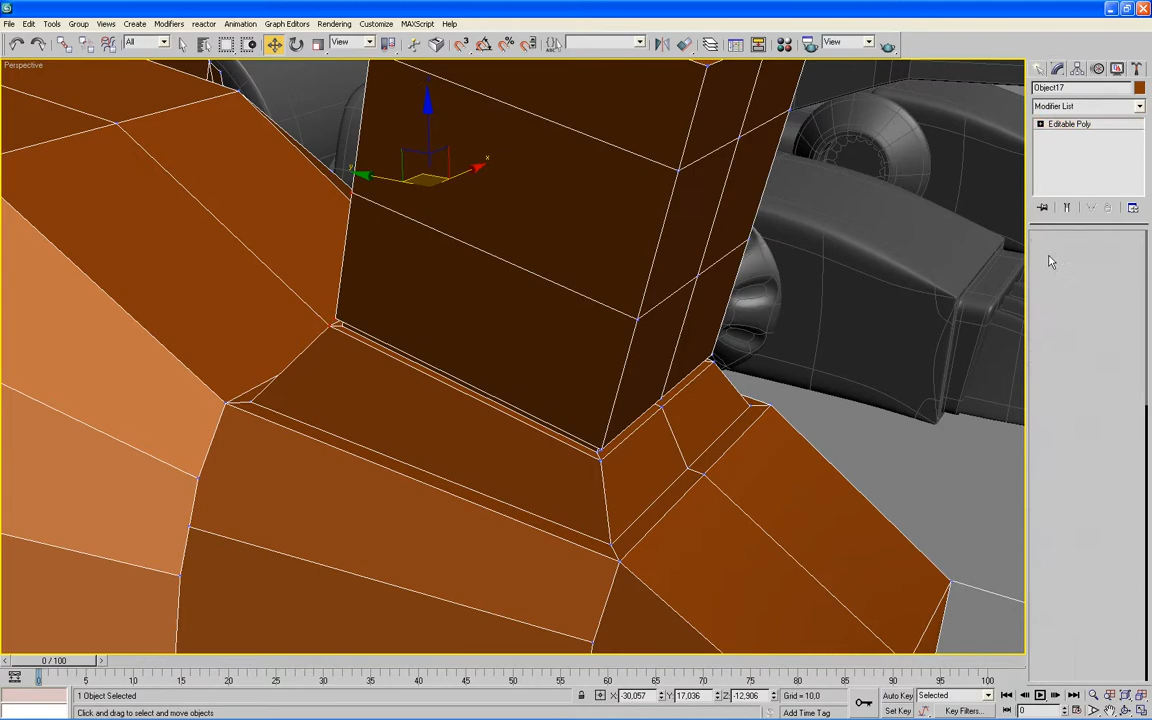 File Edit Tools Group Views Create Modifiers reactor Animation Graph Editors Rendering Customize MAXScript Help
All View View
Perspective
z
x
y
Object17
Modifier List
Editable Poly
0 / 100
0 5 10 15 20 25 30 35 40 45 50 55 60 65 70 75 80 85 90 95 100
1 Object Selected X: -30,057 Y: 17,036 Z: -12,906 Grid = 10,0 Auto Key Selected
Click and drag to select and move objects Add Time Tag Set Key Key Filters... 0